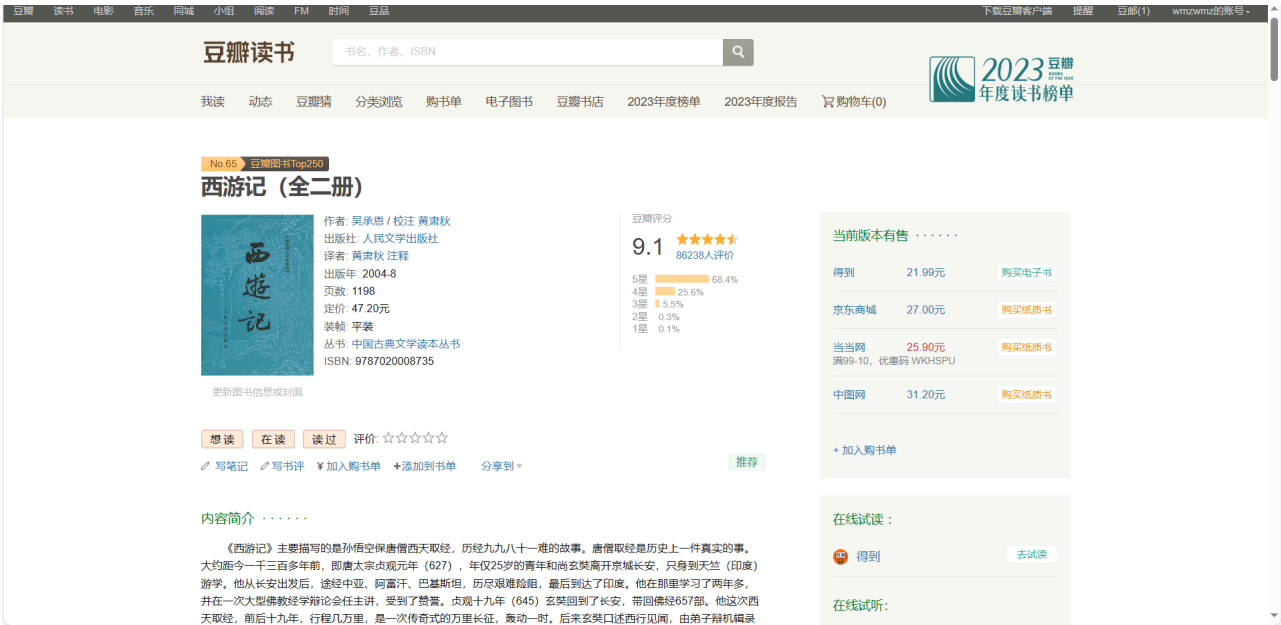 豆瓣 读书 电影 音乐 同城 小组 阅读 FM 时间 豆品 下载豆瓣客户端 提醒 豆邮(1) wmzwmz的账号
豆瓣读书
书名、作者、ISBN
2023 豆瓣
BOOKS OF THE YEAR
年度读书榜单
我读 动态 豆瓣猜 分类浏览 购书单 电子图书 豆瓣书店 2023年度榜单 2023年度报告 购物车(0)
No.65 豆瓣图书Top250
西游记（全二册）
西遊记
作者: 吴承恩 / 校注 黄肃秋
出版社: 人民文学出版社
译者: 黄肃秋 注释
出版年: 2004-8
页数: 1198
定价: 47.20元
装帧: 平装
丛书: 中国古典文学读本丛书
ISBN: 9787020008735
更新图书信息或封面
豆瓣评分
9.1
86238人评价
5星 68.4%
4星 25.6%
3星 5.5%
2星 0.3%
1星 0.1%
想读 在读 读过 评价:
写笔记 写书评 ¥加入购书单 +添加到书单 分享到
推荐
内容简介 · · · · · ·
《西游记》主要描写的是孙悟空保唐僧西天取经，历经九九八十一难的故事。唐僧取经是历史上一件真实的事。
大约距今一千三百多年前，即唐太宗贞观元年（627），年仅25岁的青年和尚玄奘离开京城长安，只身到天竺（印度）
游学。他从长安出发后，途经中亚、阿富汗、巴基斯坦，历尽艰难险阻，最后到达了印度。他在那里学习了两年多，
并在一次大型佛教经学辩论会任主讲，受到了赞誉。贞观十九年（645）玄奘回到了长安，带回佛经657部。他这次西
天取经，前后十九年，行程几万里，是一次传奇式的万里长征，轰动一时。后来玄奘口述西行见闻，由弟子辩机辑录
当前版本有售 · · · · · ·
得到 21.99元 购买电子书
京东商城 27.00元 购买纸质书
当当网 25.90元 购买纸质书
满99-10，优惠码 WKHSPU
中图网 31.20元 购买纸质书
+ 加入购书单
在线试读：
得到 去试读
在线试听: